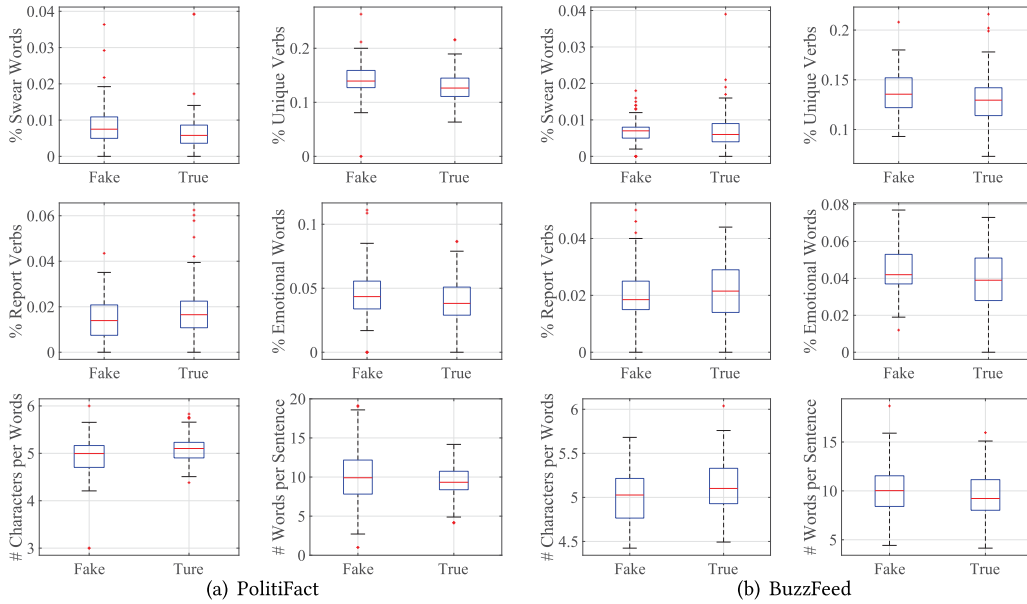 % Swear Words
0.04
0.03
0.02
0.01
0
Fake
True
% Unique Verbs
0.2
0.1
0
Fake
True
% Swear Words
0.04
0.03
0.02
0.01
0
Fake
True
% Unique Verbs
0.2
0.15
0.1
Fake
True
% Report Verbs
0.06
0.04
0.02
0
Fake
True
% Emotional Words
0.1
0.05
0
Fake
True
% Report Verbs
0.04
0.02
0
Fake
True
% Emotional Words
0.08
0.06
0.04
0.02
0
Fake
True
# Characters per Words
6
5
4
3
Fake
Ture
# Words per Sentence
20
15
10
5
0
Fake
True
# Characters per Words
6
5.5
5
4.5
Fake
True
# Words per Sentence
15
10
5
Fake
True
(a) PolitiFact
(b) BuzzFeed